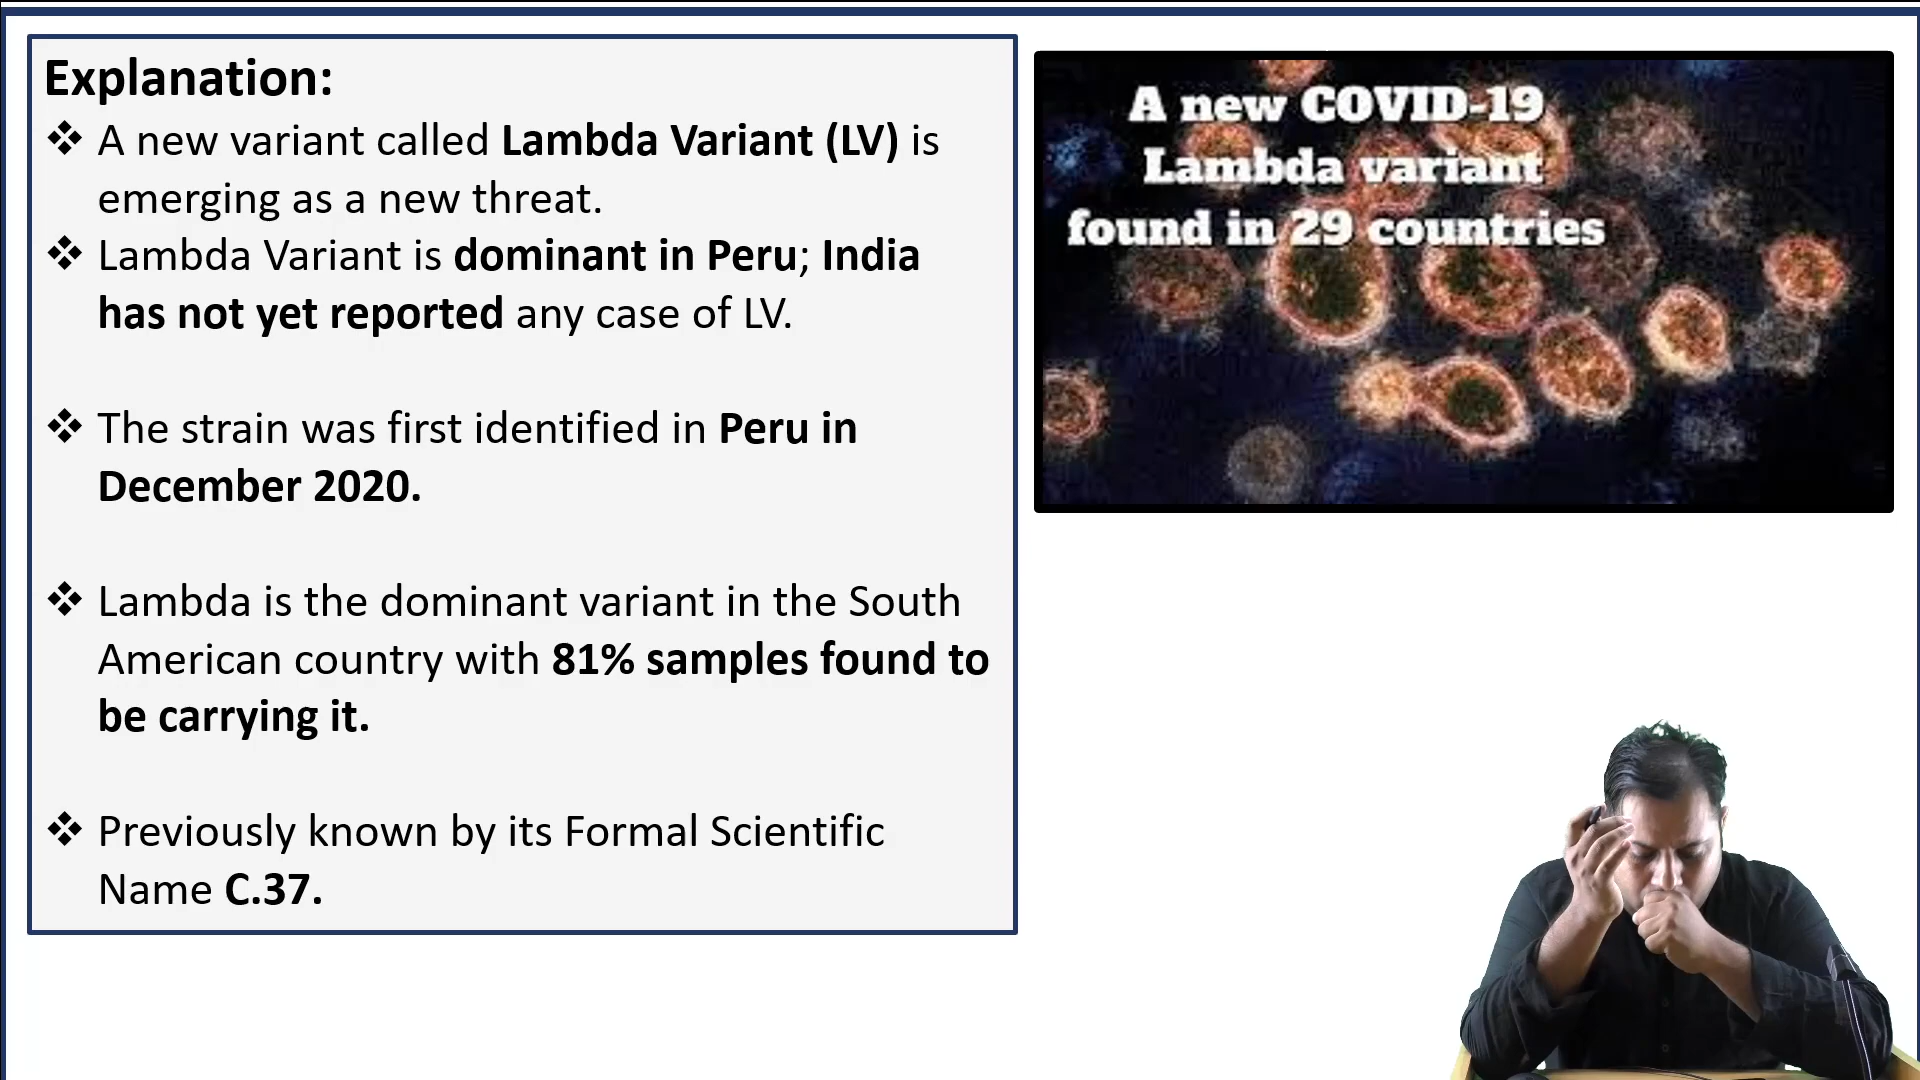 Explanation:
❖ A new variant called Lambda Variant (LV) is
emerging as a new threat.
❖ Lambda Variant is dominant in Peru; India
has not yet reported any case of LV.
❖ The strain was first identified in Peru in
December 2020.
❖ Lambda is the dominant variant in the South
American country with 81% samples found to
be carrying it.
❖ Previously known by its Formal Scientific
Name C.37.
A new COVID-19
Lambda variant
found in 29 countries